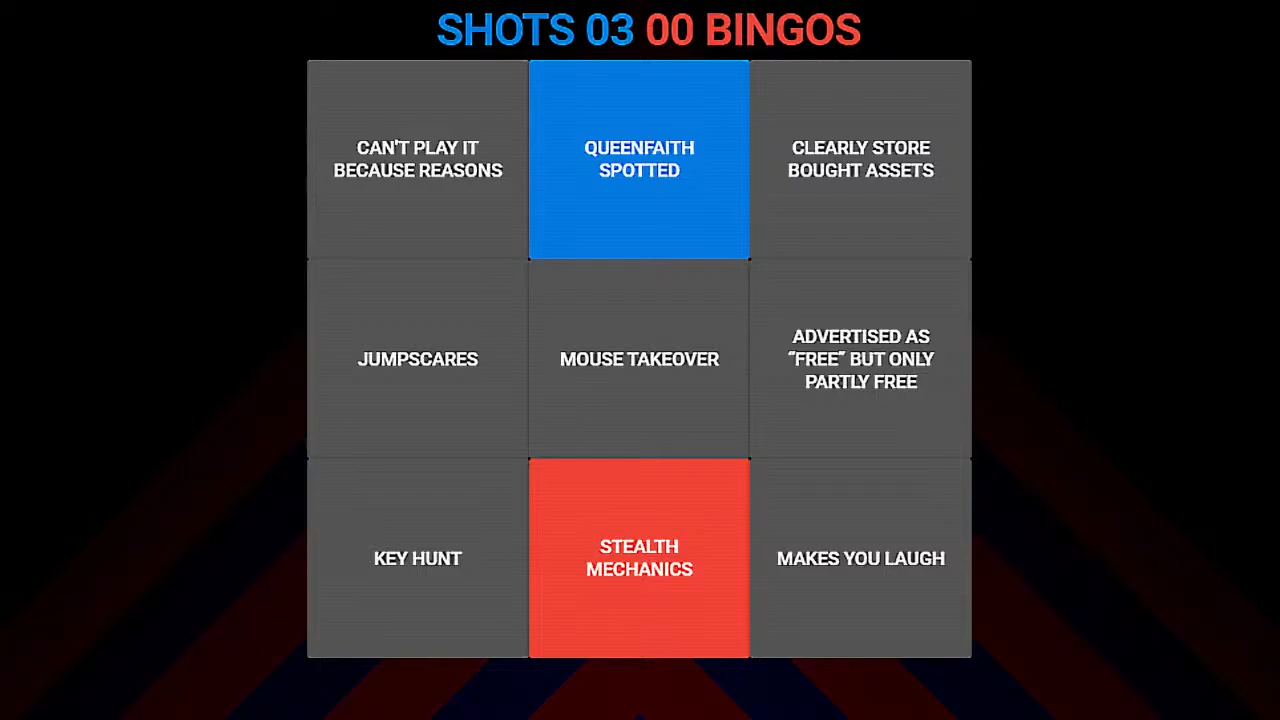 SHOTS 03 00 BINGOS
CAN'T PLAY IT
BECAUSE REASONS
QUEENFAITH
SPOTTED
CLEARLY STORE
BOUGHT ASSETS
JUMPSCARES
MOUSE TAKEOVER
ADVERTISED AS
“FREE” BUT ONLY
PARTLY FREE
KEY HUNT
STEALTH
MECHANICS
MAKES YOU LAUGH